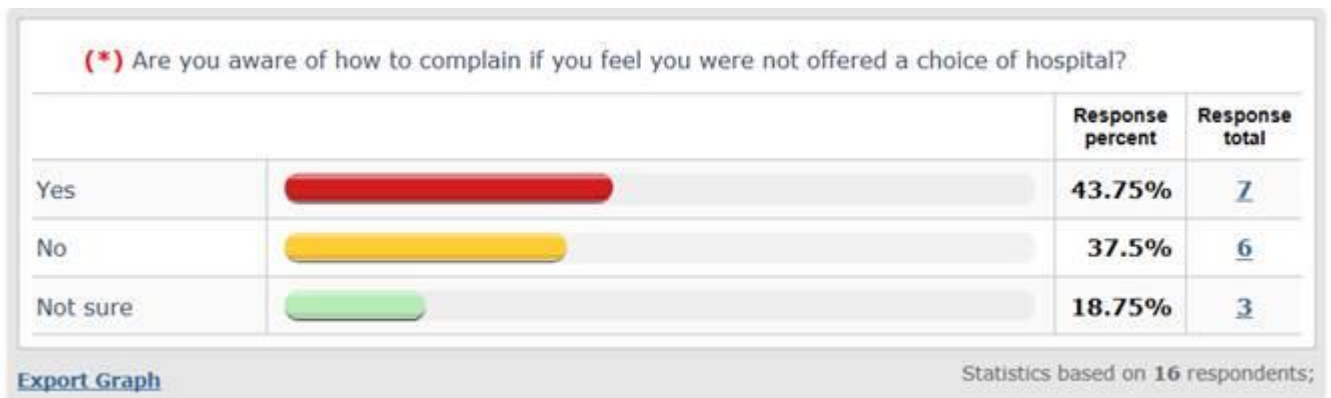 (*) Are you aware of how to complain if you feel you were not offered a choice of hospital?
Response percent Response total
Yes 43.75% 7
No 37.5% 6
Not sure 18.75% 3
Export Graph Statistics based on 16 respondents;